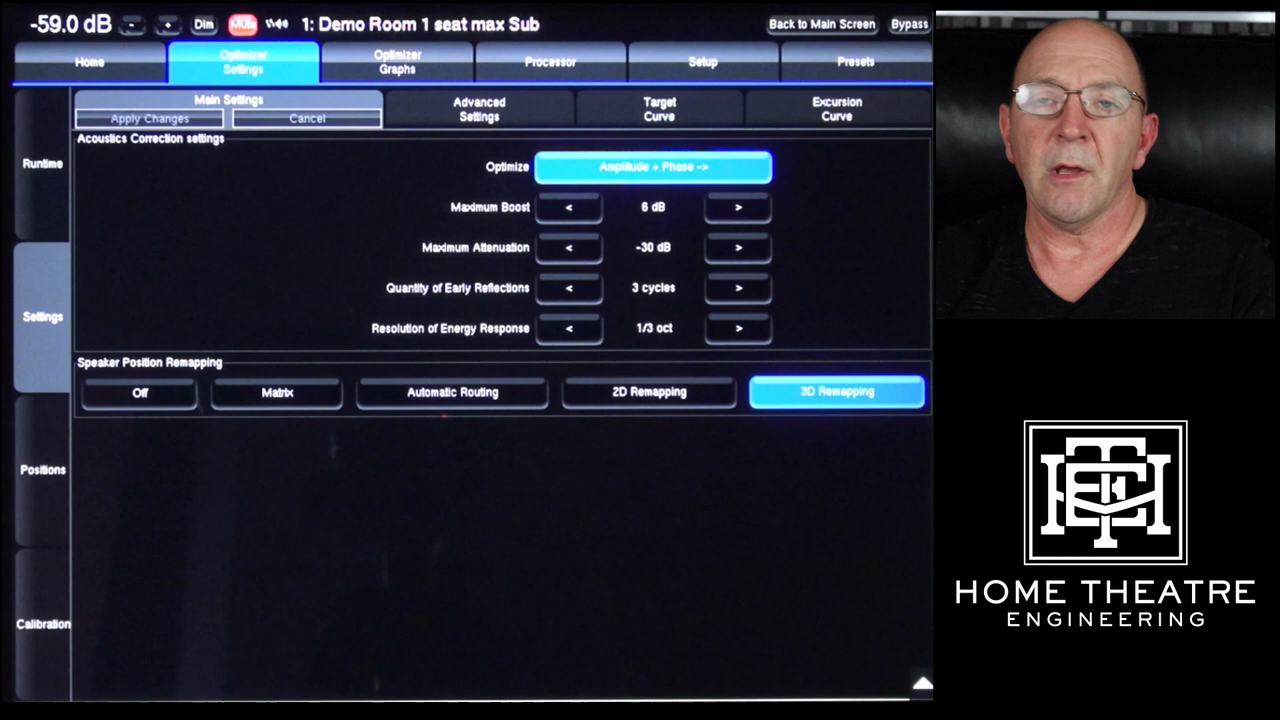 -59.0 dB - + Dim Mute 1: Demo Room 1 seat max Sub Back to Main Screen Bypass
Home Optimizer Settings Optimizer Graphs Processor Setup Presets
Main Settings Advanced Settings Target Curve Excursion Curve
Apply Changes Cancel
Acoustics Correction settings
Runtime
Optimize Amplitude + Phase ->
Maximum Boost < 6 dB >
Maximum Attenuation < -30 dB >
Quantity of Early Reflections < 3 cycles >
Settings
Resolution of Energy Response < 1/3 oct >
Speaker Position Remapping
Off Matrix Automatic Routing 2D Remapping 3D Remapping
Positions
Calibration
HTE
HOME THEATRE
ENGINEERING